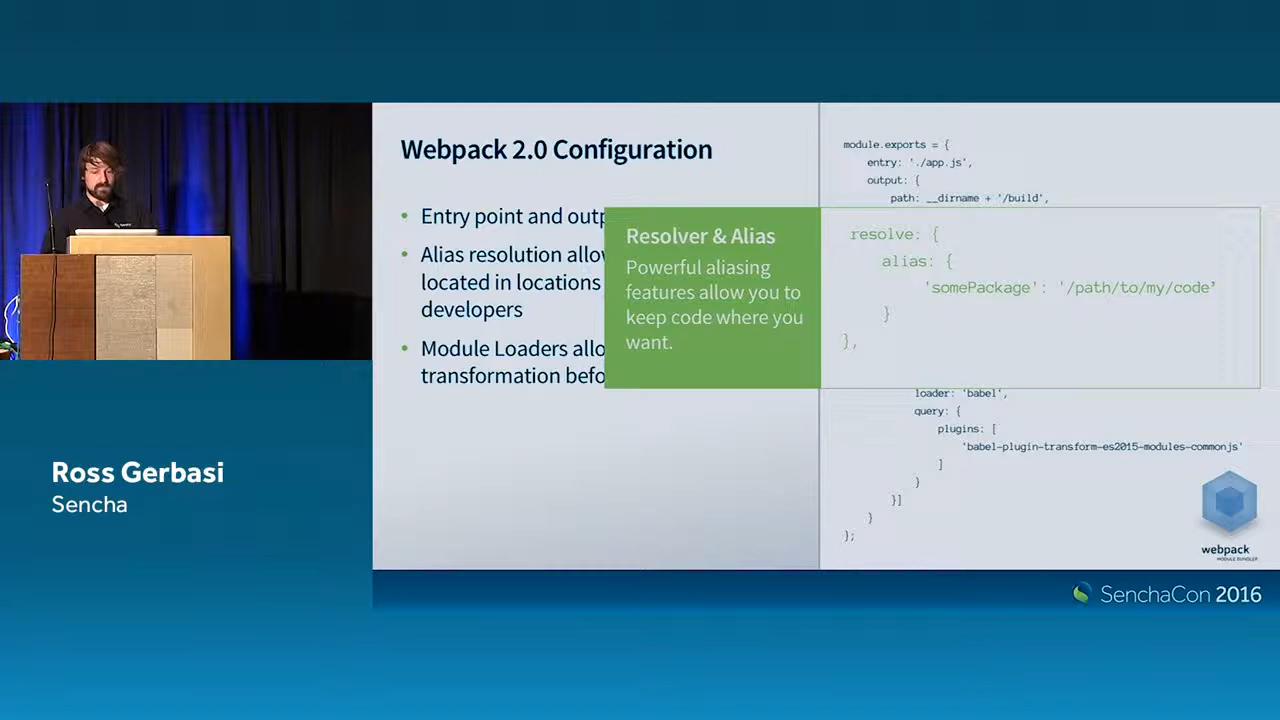 Webpack 2.0 Configuration
• Entry point and outp
• Alias resolution allo
located in locations
developers
• Module Loaders allo
transformation befo
Resolver & Alias
Powerful aliasing
features allow you to
keep code where you
want.
module.exports = {
entry: './app.js',
output: {
path: __dirname + '/build',
resolve: {
alias: {
'somePackage': '/path/to/my/code’
}
},
loader: 'babel',
query: {
plugins: [
'babel-plugin-transform-es2015-modules-commonjs'
]
}
}]
}
};
webpack
MODULE BUNDLER
Ross Gerbasi
Sencha
SenchaCon 2016